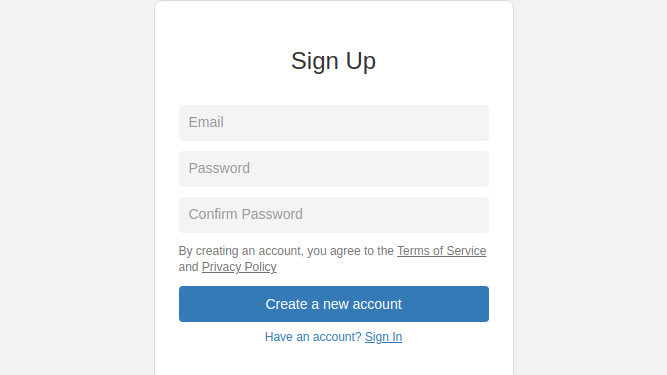 Sign Up
Email
Password
Confirm Password
By creating an account, you agree to the Terms of Service
and Privacy Policy
Create a new account
Have an account? Sign In